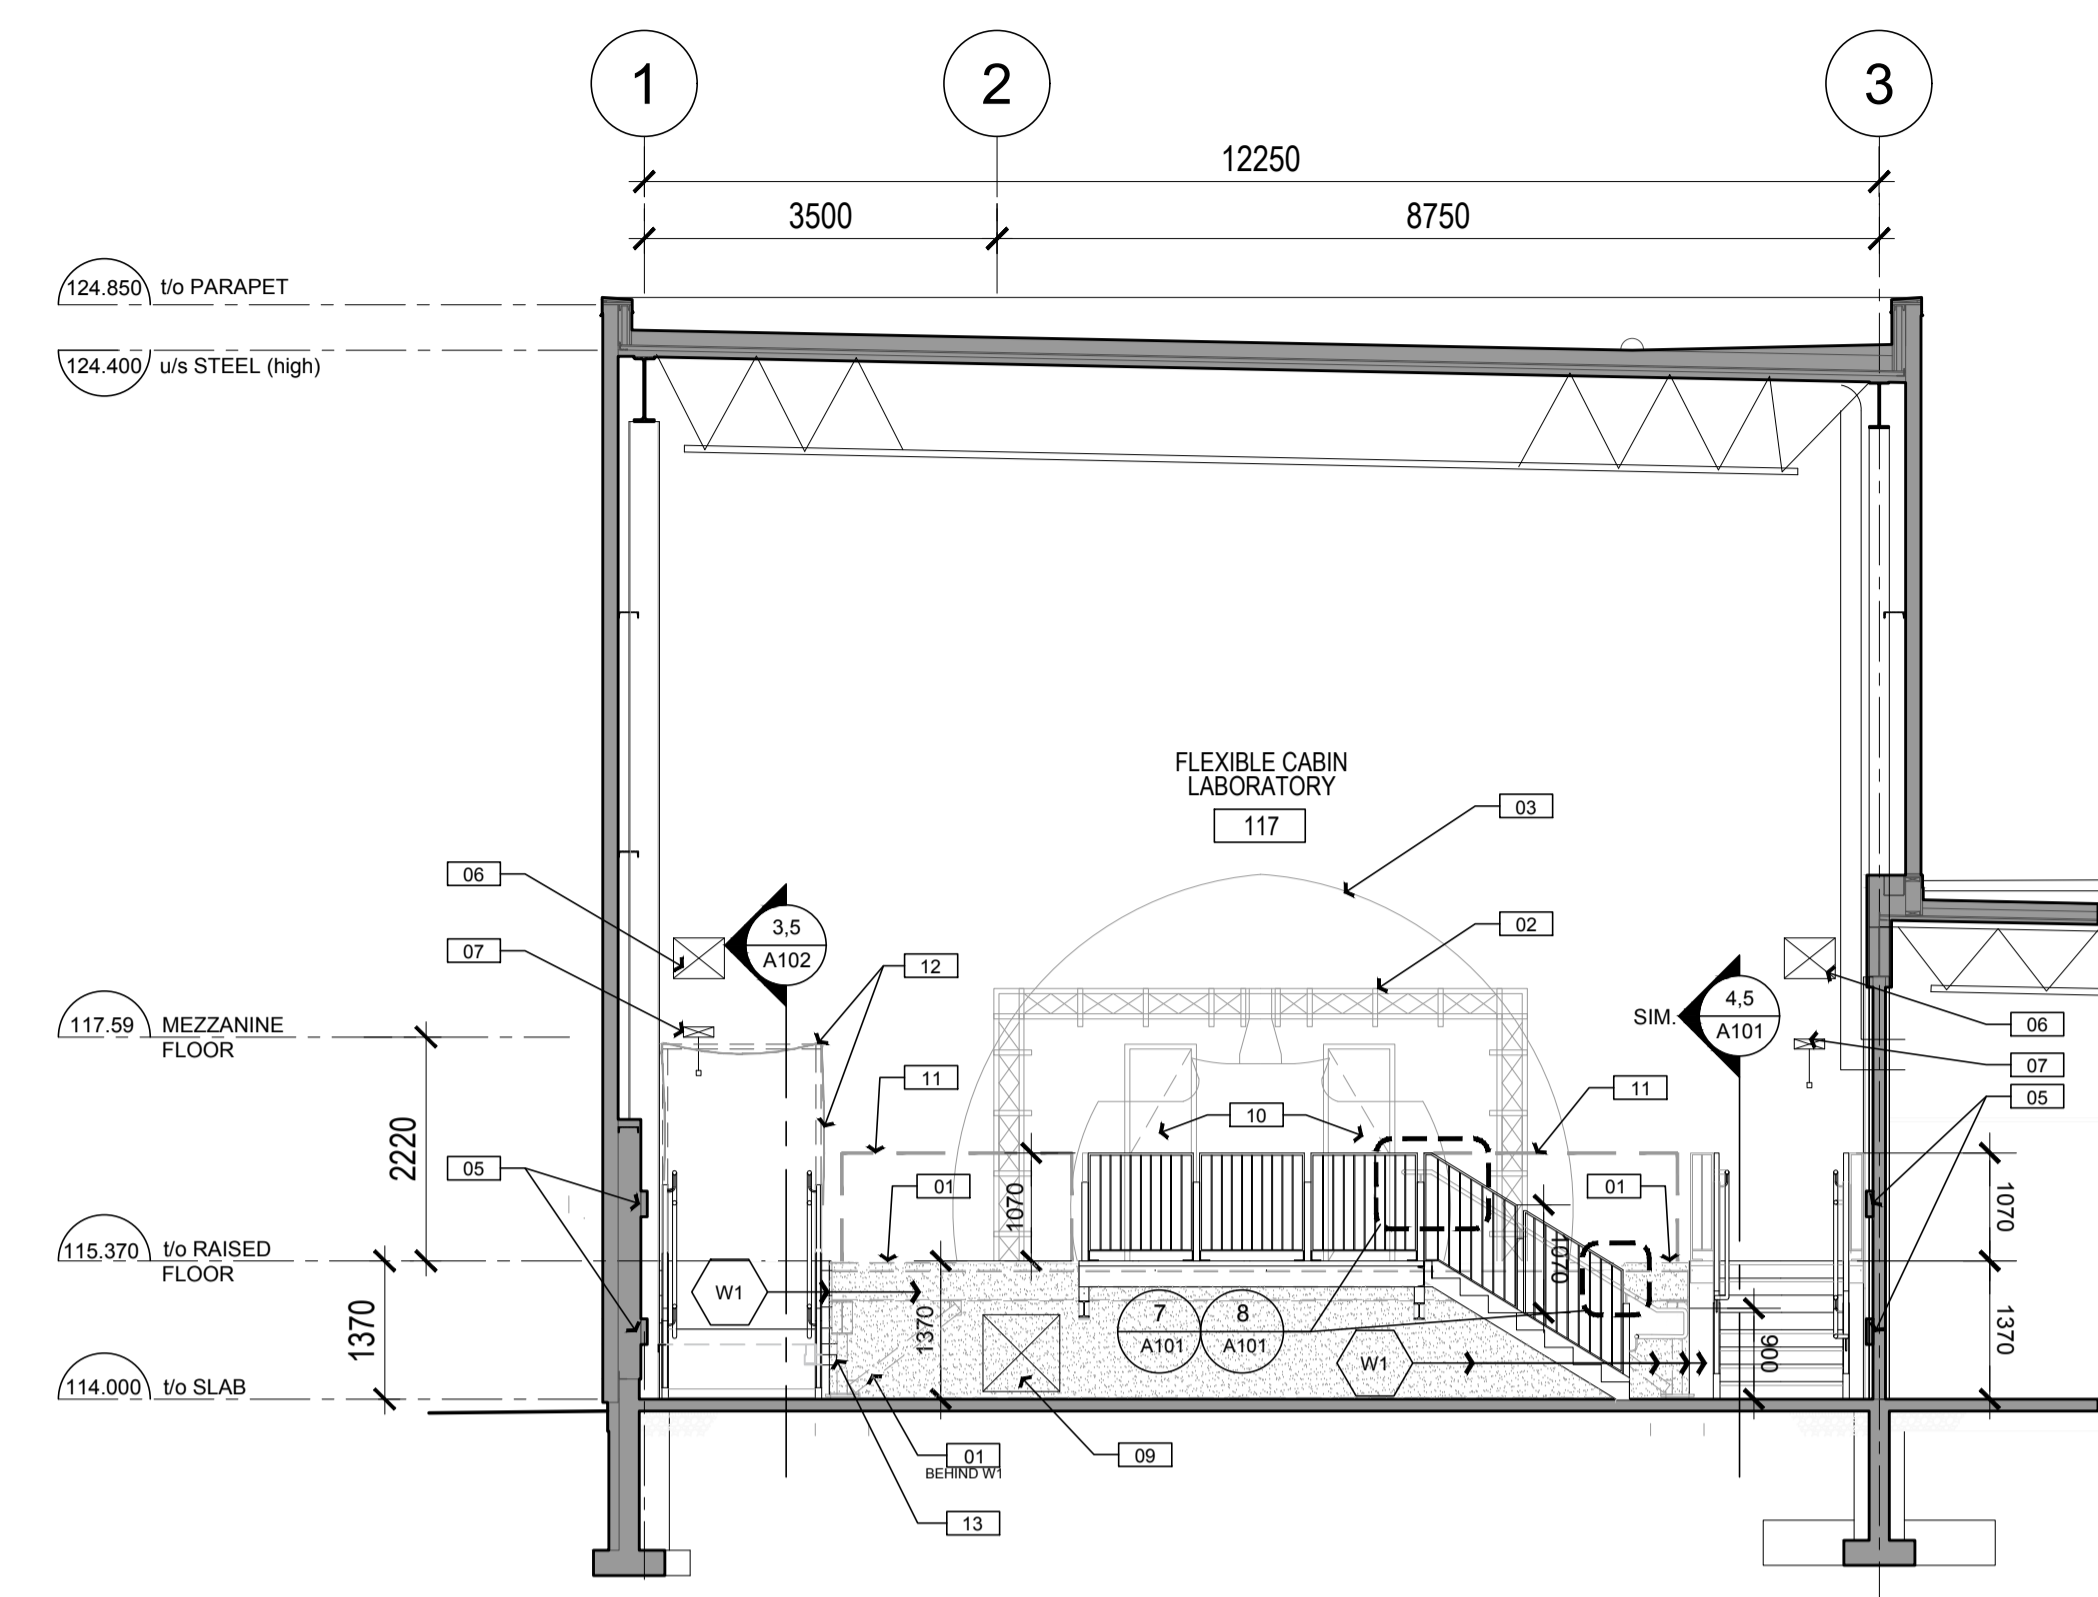 1
2
3
12250
3500
8750
124.850 t/o PARAPET
124.400 u/s STEEL (high)
FLEXIBLE CABIN
LABORATORY
117
03
06
02
3,5
A102
07
12
4,5
A101
SIM.
117.59 MEZZANINE
FLOOR
06
07
11
11
05
10
2220
05
01
01
1070
1070
1070
115.370 t/o RAISED
FLOOR
W1
1370
1370
1370
7
A101
8
A101
W1
900
114.000 t/o SLAB
01
BEHIND W1
09
13